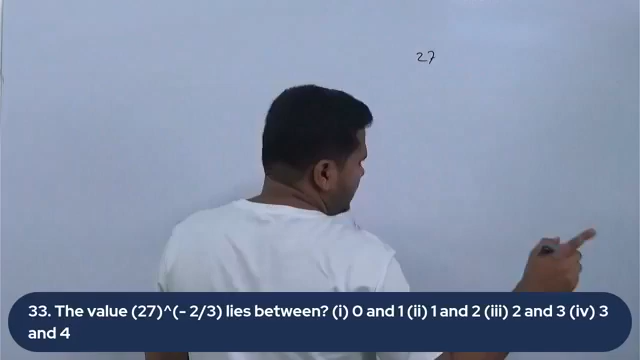 27
33. The value (27)^(- 2/3) lies between? (i) 0 and 1 (ii) 1 and 2 (iii) 2 and 3 (iv) 3
and 4